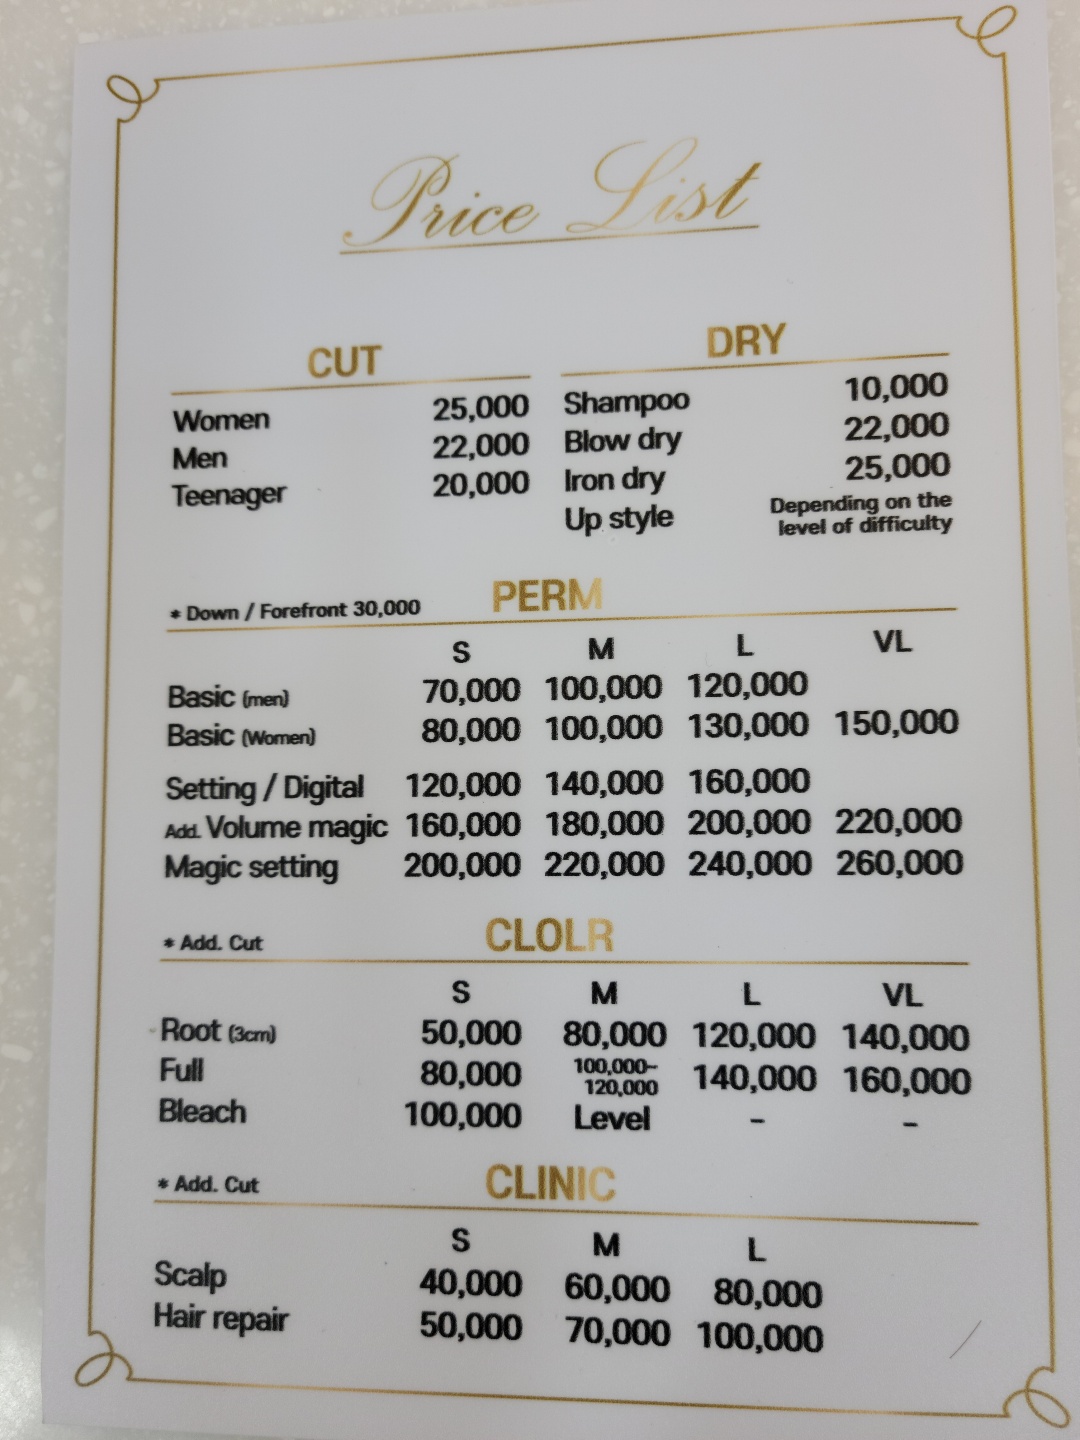 Price List
CUT
Women 25,000
Men 22,000
Teenager 20,000
DRY
Shampoo 10,000
Blow dry 22,000
Iron dry 25,000
Up style Depending on the
level of difficulty
* Down / Forefront 30,000 PERM
S M L VL
Basic (men) 70,000 100,000 120,000
Basic (Women) 80,000 100,000 130,000 150,000
Setting / Digital 120,000 140,000 160,000
Add. Volume magic 160,000 180,000 200,000 220,000
Magic setting 200,000 220,000 240,000 260,000
* Add. Cut CLOLR
S M L VL
Root (3cm) 50,000 80,000 120,000 140,000
Full 80,000 100,000~ 140,000 160,000
120,000
Bleach 100,000 Level - -
* Add. Cut CLINIC
S M L
Scalp 40,000 60,000 80,000
Hair repair 50,000 70,000 100,000